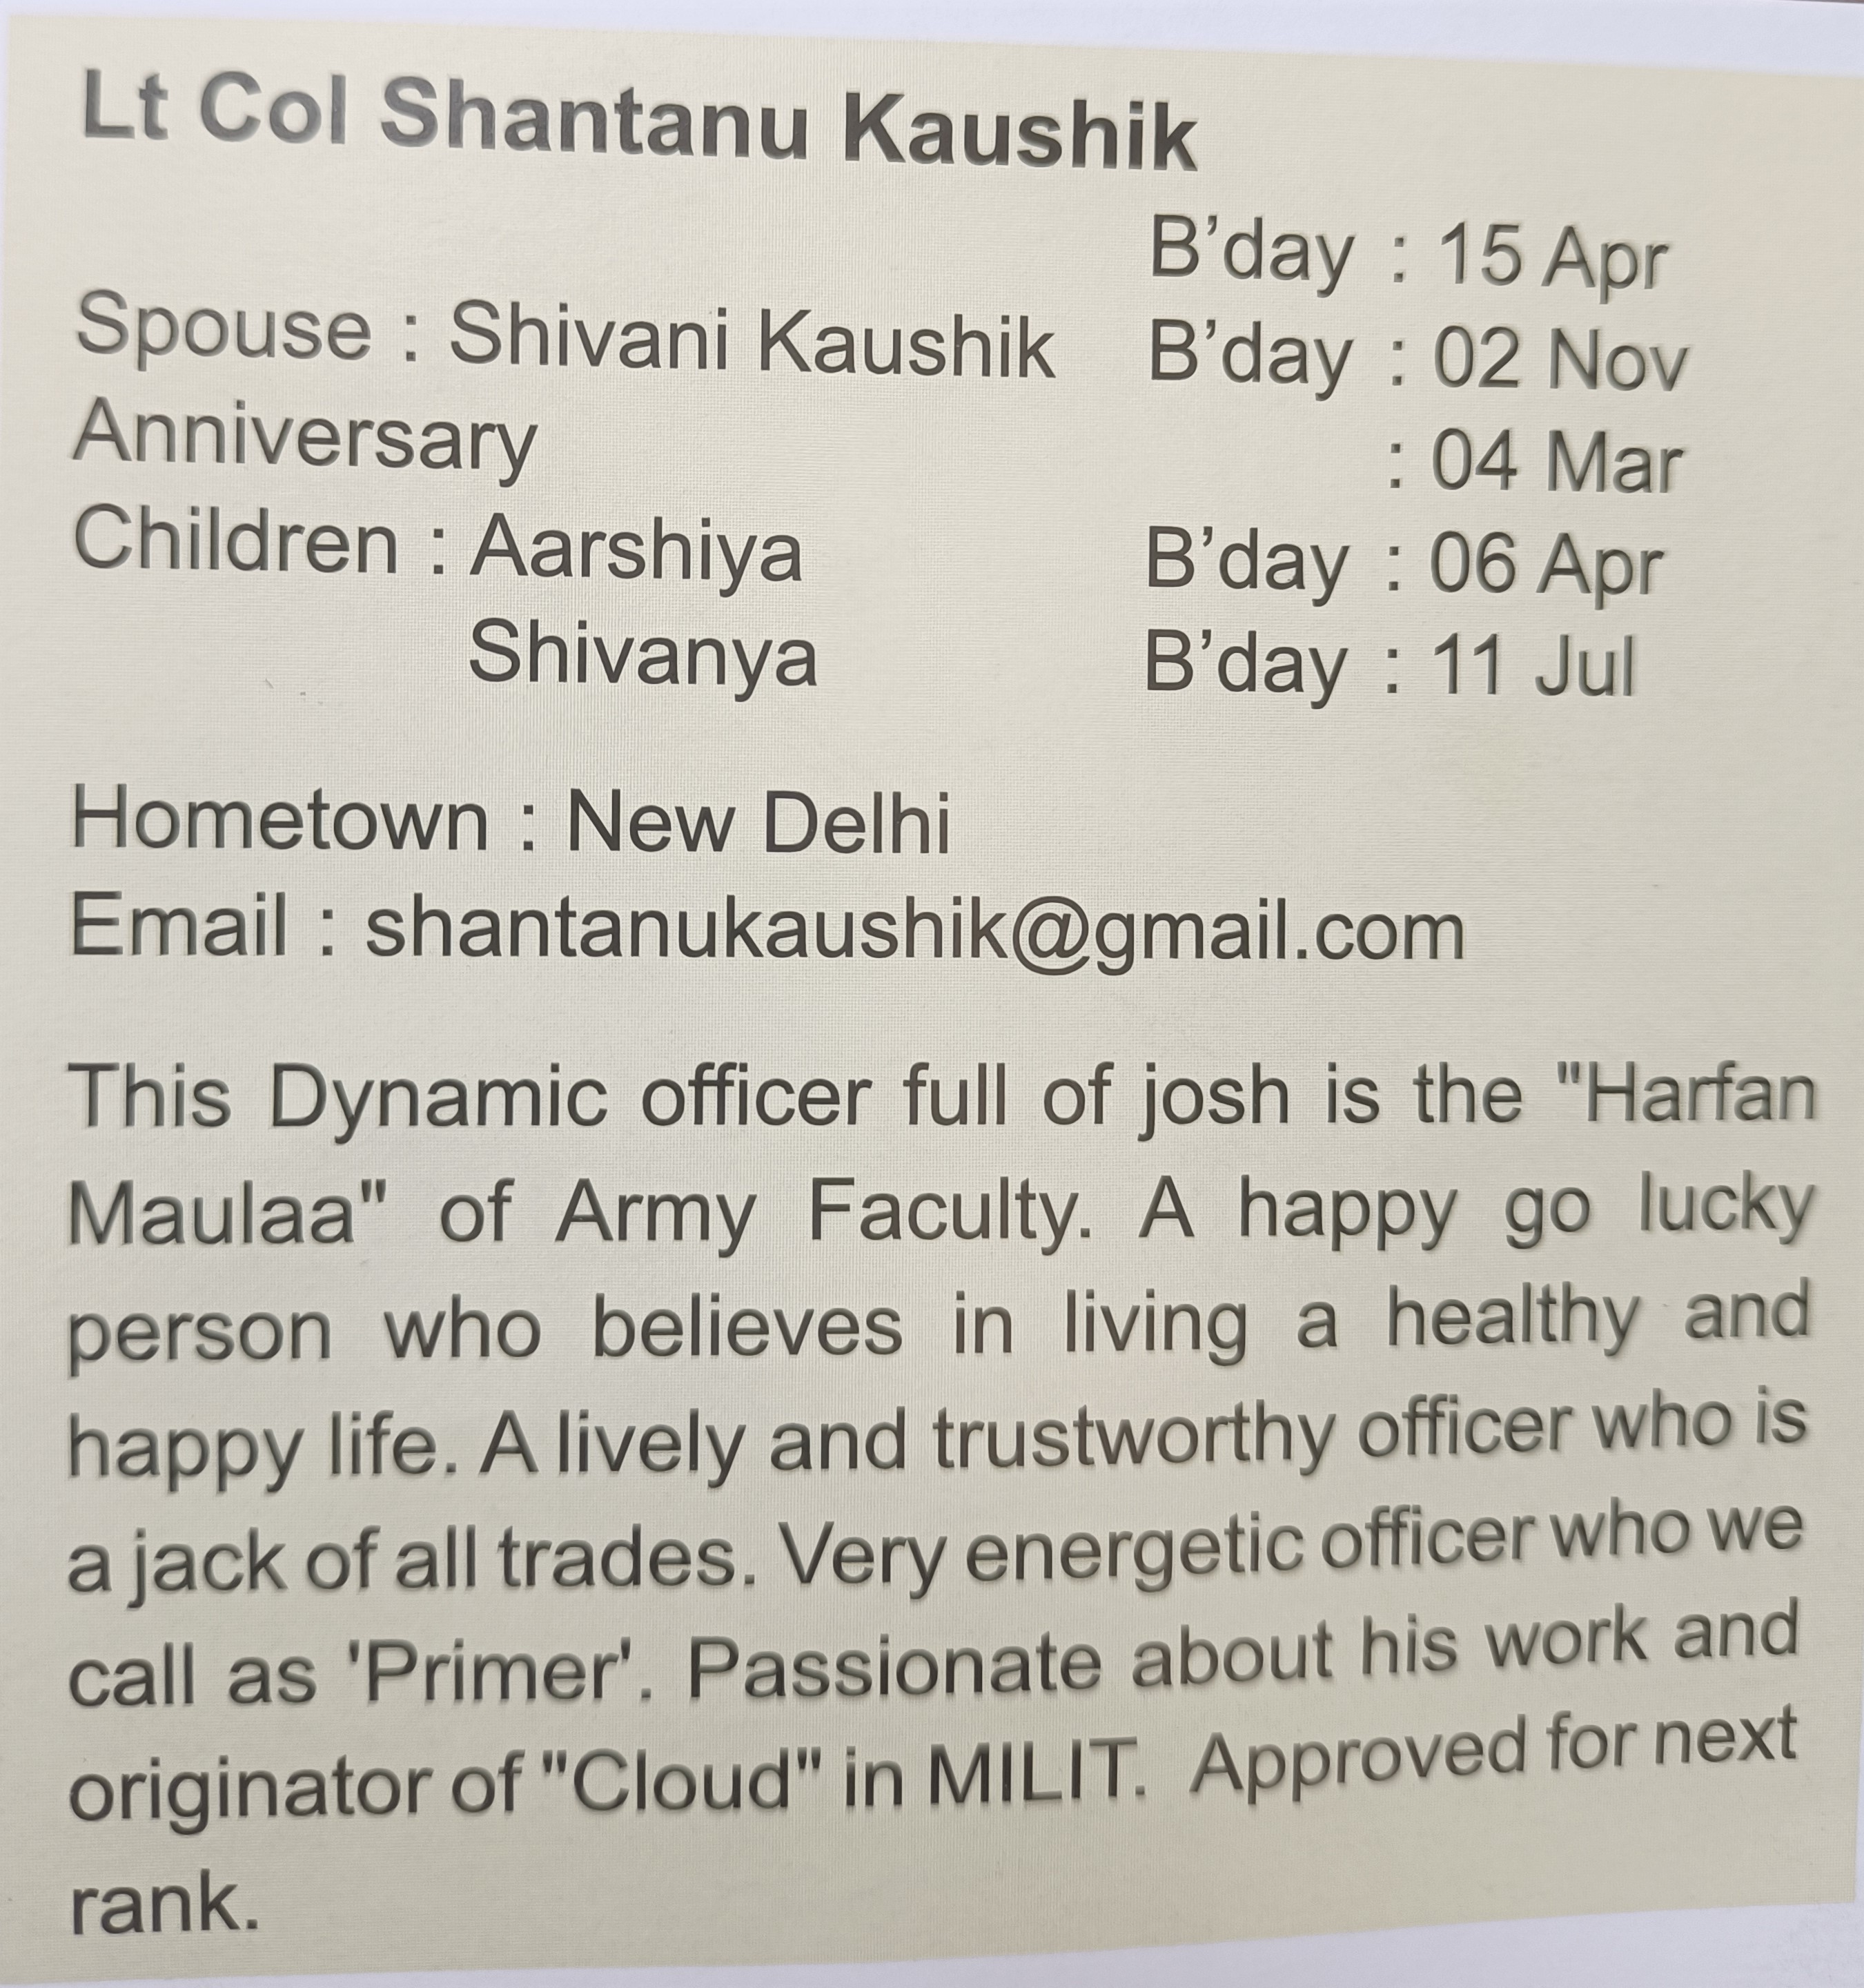 Lt Col Shantanu Kaushik
B'day : 15 Apr
Spouse : Shivani Kaushik B'day : 02 Nov
Anniversary : 04 Mar
Children : Aarshiya B'day : 06 Apr
Shivanya B'day : 11 Jul
Hometown : New Delhi
Email : shantanukaushik@gmail.com
This Dynamic officer full of josh is the "Harfan
Maulaa" of Army Faculty. A happy go lucky
person who believes in living a healthy and
happy life. A lively and trustworthy officer who is
a jack of all trades. Very energetic officer who we
call as 'Primer'. Passionate about his work and
originator of "Cloud" in MILIT. Approved for next
rank.